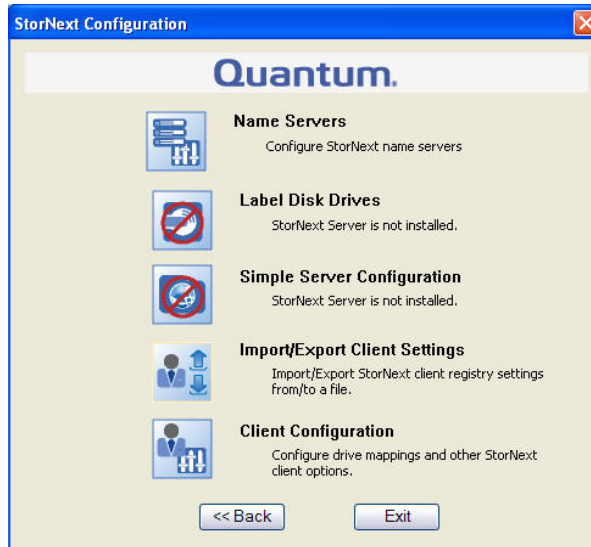 StorNext Configuration
Quantum.
Name Servers
Configure StorNext name servers
Label Disk Drives
StorNext Server is not installed.
Simple Server Configuration
StorNext Server is not installed.
Import/Export Client Settings
Import/Export StorNext client registry settings
from/to a file.
Client Configuration
Configure drive mappings and other StorNext
client options.
<< Back
Exit